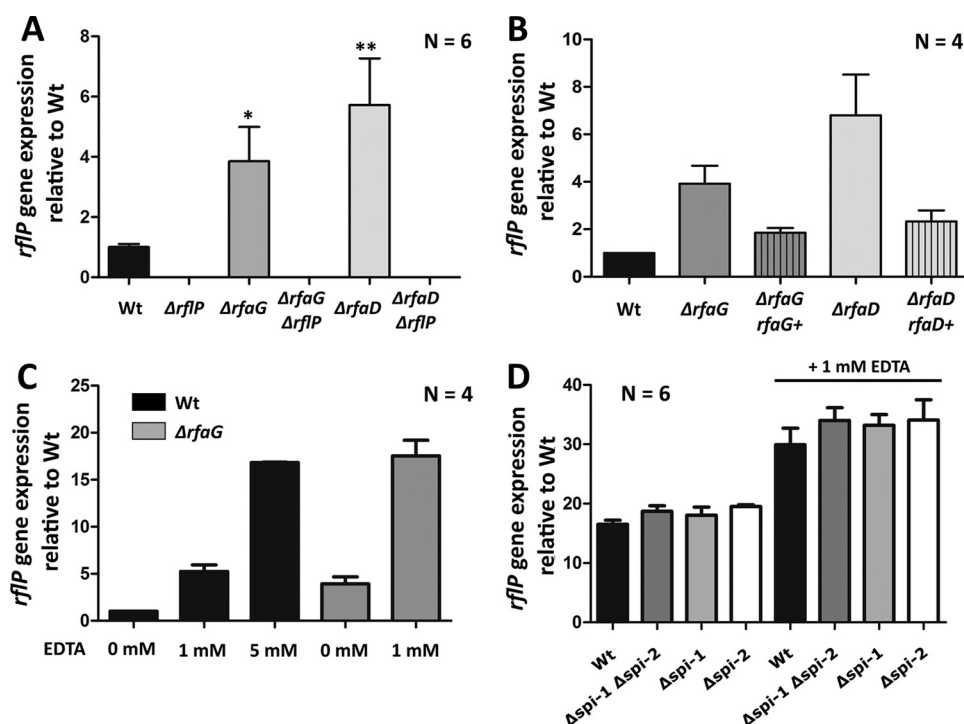 A
N = 6
rflP gene expression
relative to Wt
8
6
4
2
0
*
**
Wt
ΔrflP
ΔrfaG
ΔrfaG
ΔrflP
ΔrfaD
ΔrfaD
ΔrflP
B
N = 4
rflP gene expression
relative to Wt
10
8
6
4
2
0
Wt
ΔrfaG
ΔrfaG
rfaG+
ΔrfaD
ΔrfaD
rfaD+
C
N = 4
rflP gene expression
relative to Wt
25
20
15
10
5
0
Wt
ΔrfaG
EDTA 0 mM 1 mM 5 mM 0 mM 1 mM
D
N = 6
+ 1 mM EDTA
rflP gene expression
relative to Wt
40
30
20
10
0
Wt
Δspi-1 Δspi-2
Δspi-1
Δspi-2
Wt
Δspi-1 Δspi-2
Δspi-1
Δspi-2